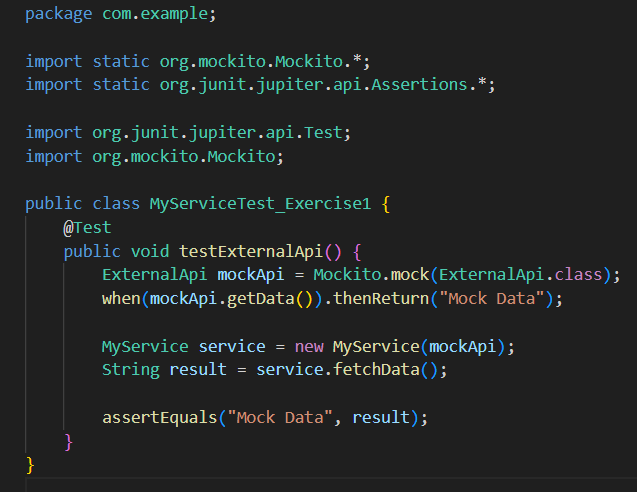 package com.example;
import static org.mockito.Mockito.*;
import static org.junit.jupiter.api.Assertions.*;
import org.junit.jupiter.api.Test;
import org.mockito.Mockito;
public class MyServiceTest_Exercise1 {
@Test
public void testExternalApi() {
ExternalApi mockApi = Mockito.mock(ExternalApi.class);
when(mockApi.getData()).thenReturn("Mock Data");
MyService service = new MyService(mockApi);
String result = service.fetchData();
assertEquals("Mock Data", result);
}
}